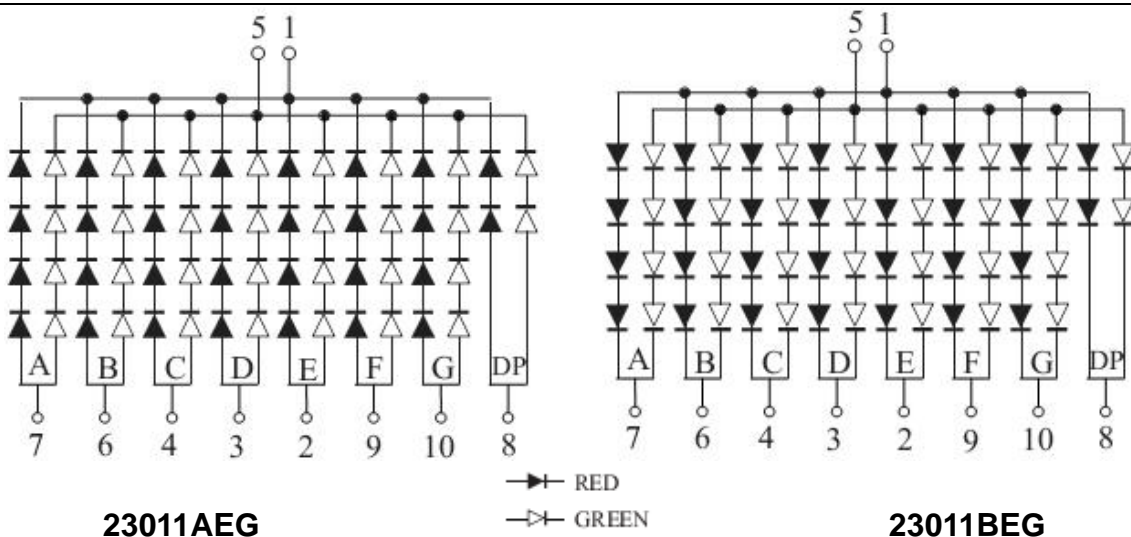 5 1
5 1
A B C D E F G DP
A B C D E F G DP
7 6 4 3 2 9 10 8
7 6 4 3 2 9 10 8
RED
GREEN
23011AEG
23011BEG